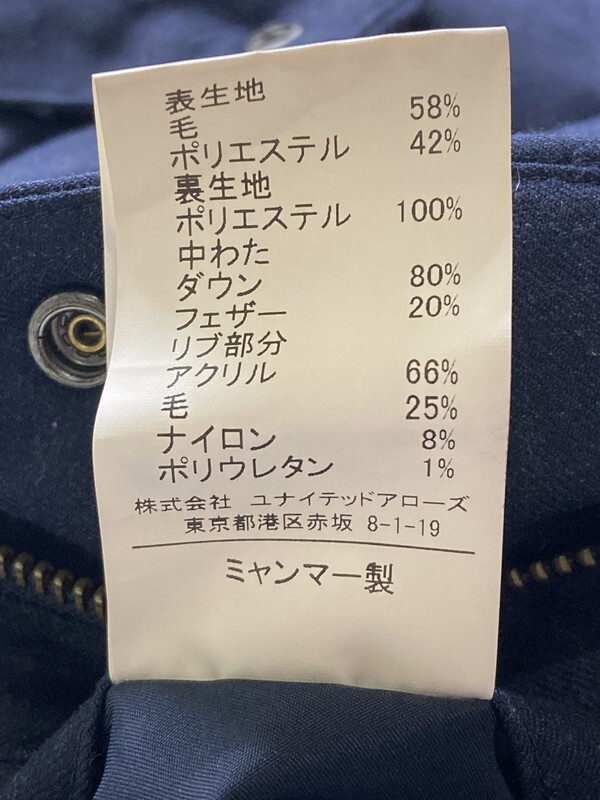 表生地
毛 58%
ポリエステル 42%
裏生地
ポリエステル 100%
中わた
ダウン 80%
フェザー 20%
リブ部分
アクリル 66%
毛 25%
ナイロン 8%
ポリウレタン 1%
株式会社 ユナイテッドアローズ
東京都港区赤坂 8-1-19
ミャンマー製